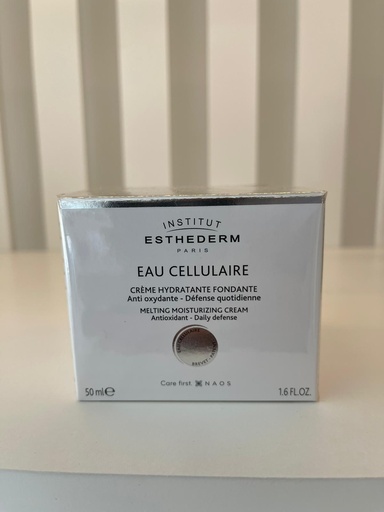 INSTITUT
ESTHEDERM
PARIS
EAU CELLULAIRE
CRÈME HYDRATANTE FONDANTE
Anti oxydante - Défense quotidienne
MELTING MOISTURIZING CREAM
Antioxidant - Daily defense
Care first NAOS
50 ml℮ 1.6 FL.OZ.